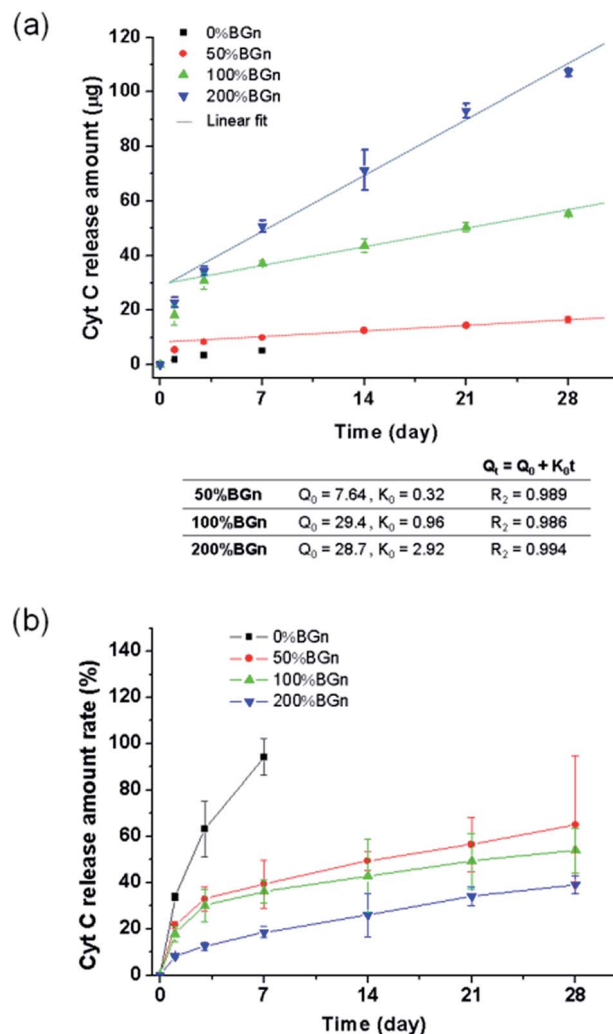 (a)
120
100
80
60
40
20
0
Cyt C release amount (μg)
0%BGn
50%BGn
100%BGn
200%BGn
Linear fit
0 7 14 21 28
Time (day)
Qt = Q0 + K0t
50%BGn Q0 = 7.64 , K0 = 0.32 R2 = 0.989
100%BGn Q0 = 29.4 , K0 = 0.96 R2 = 0.986
200%BGn Q0 = 28.7 , K0 = 2.92 R2 = 0.994
(b)
140
120
100
80
60
40
20
0
Cyt C release amount rate (%)
0%BGn
50%BGn
100%BGn
200%BGn
0 7 14 21 28
Time (day)